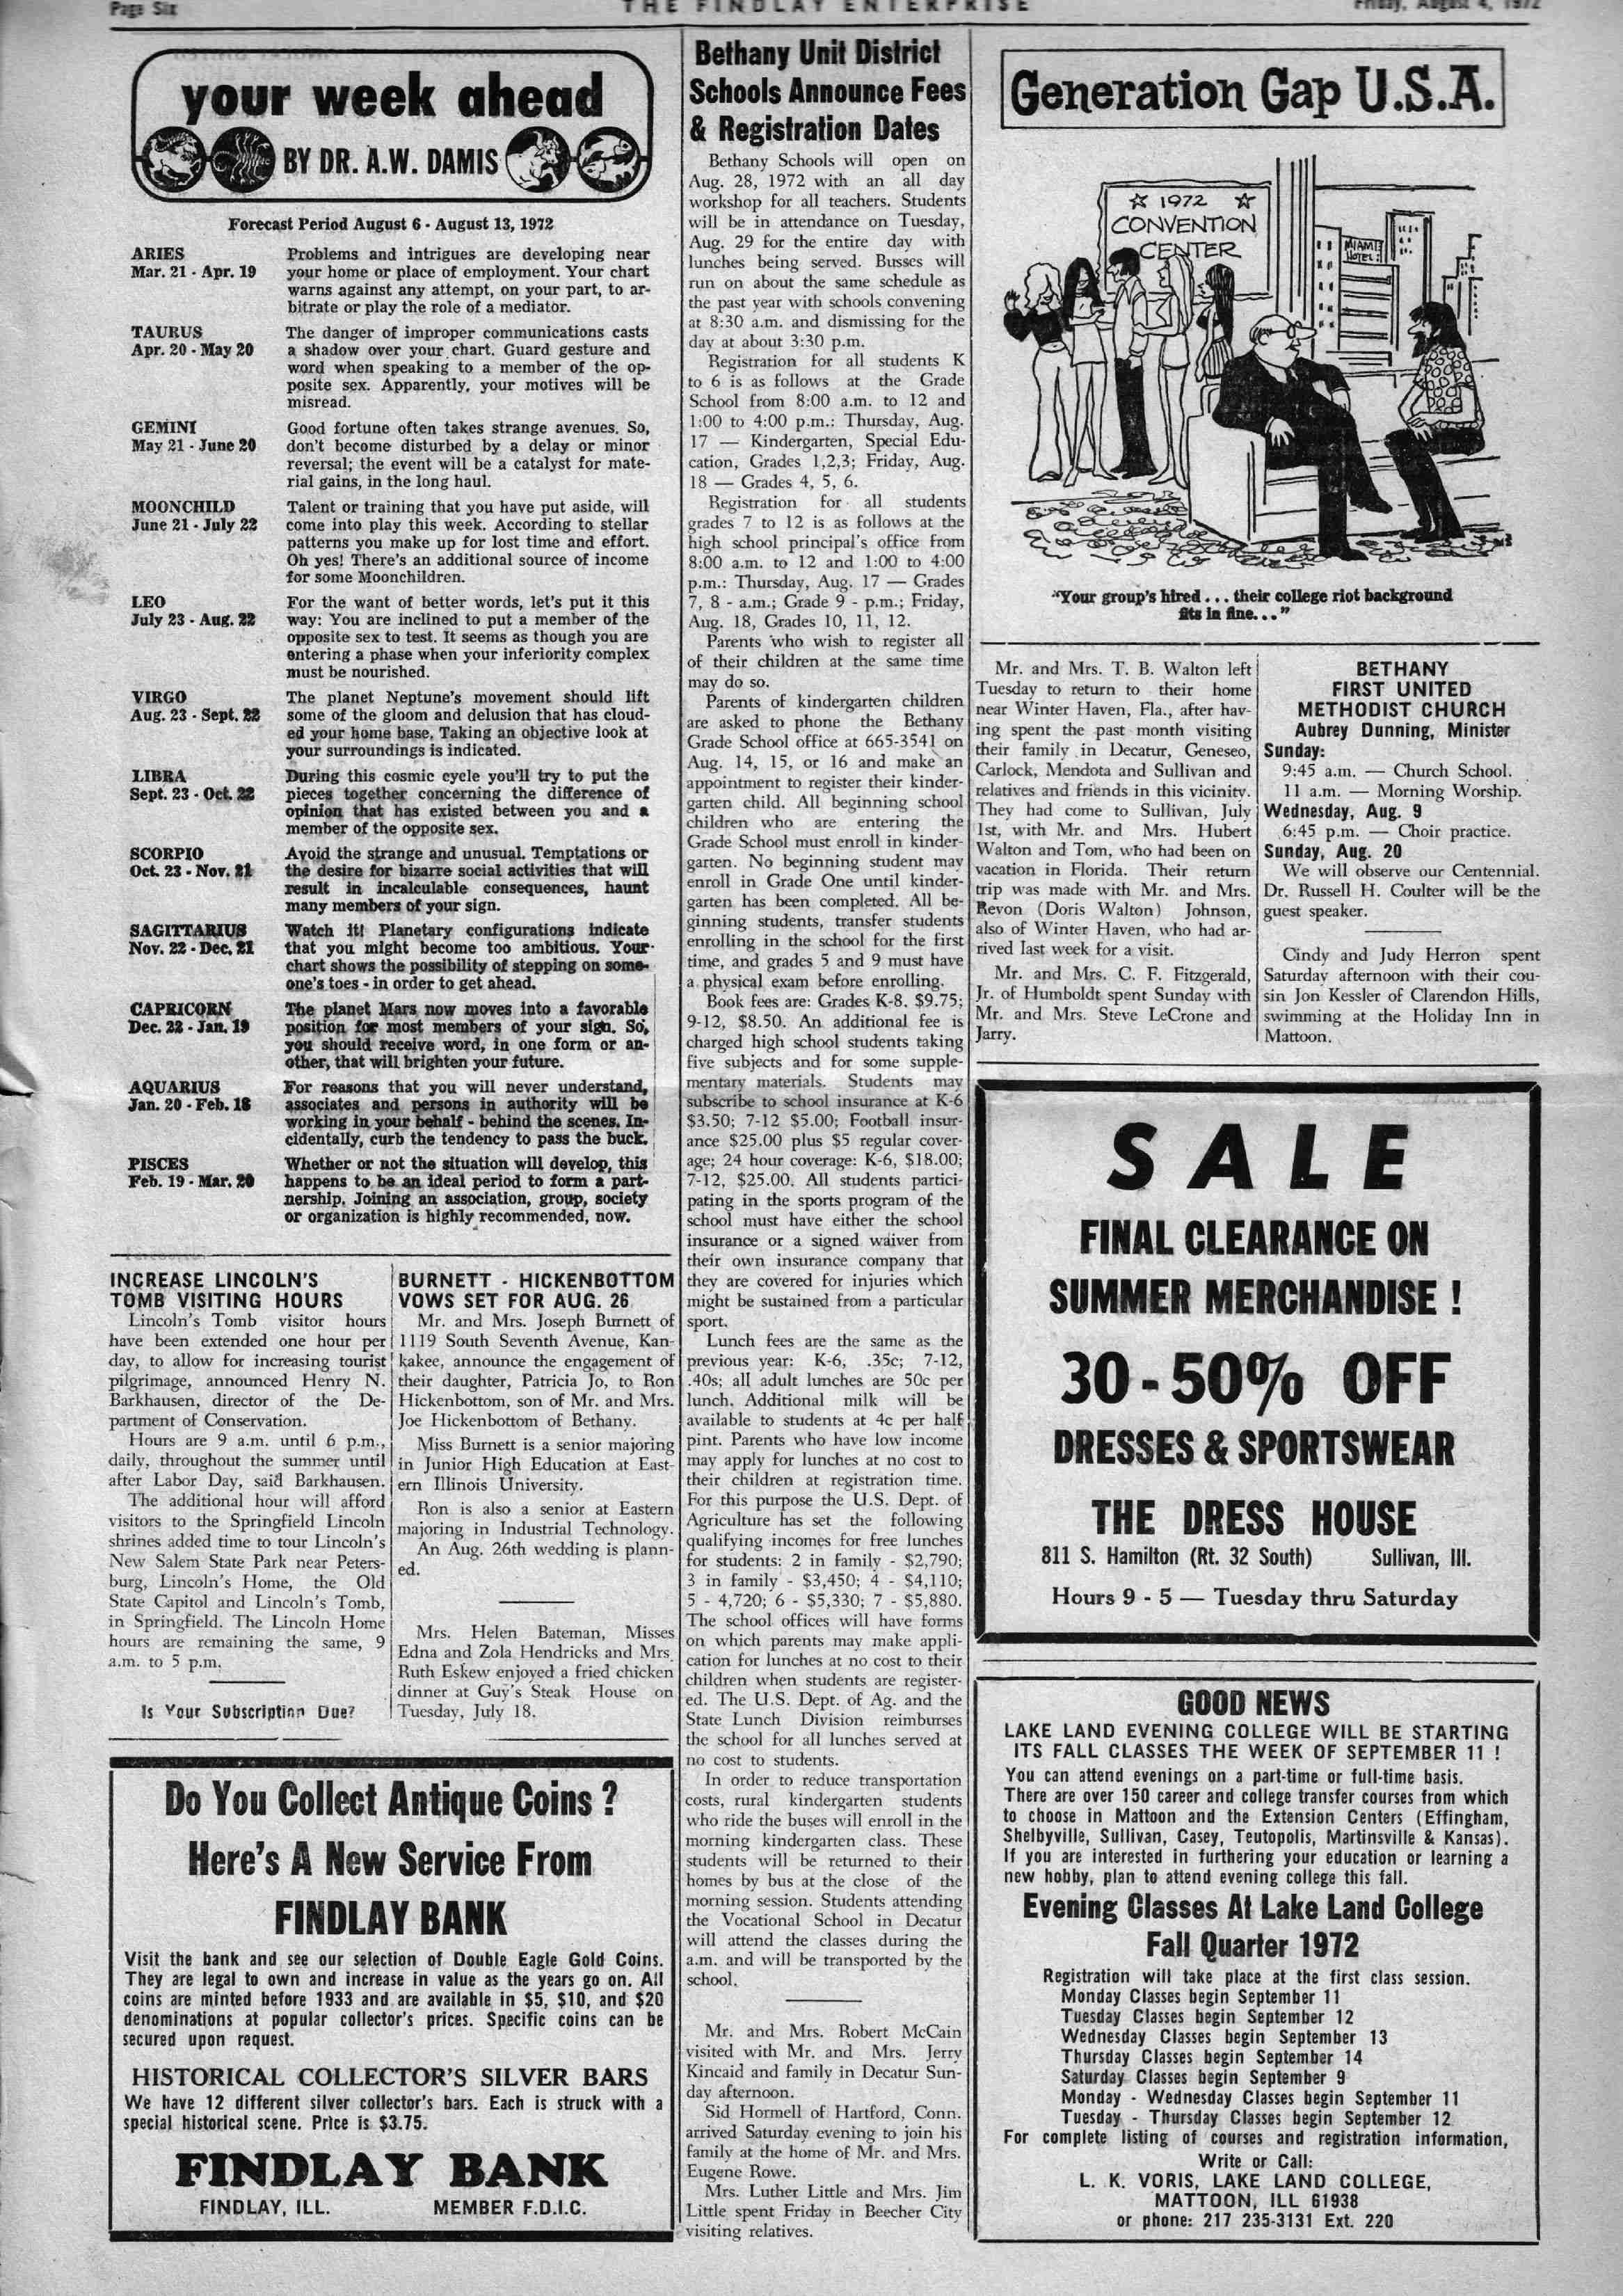 Page Six
THE FINDLAY ENTERPRISE
Friday, August 4, 1972
your week ahead
BY DR. A.W. DAMIS
Forecast Period August 6 - August 13, 1972
ARIES
Mar. 21 - Apr. 19
Problems and intrigues are developing near
your home or place of employment. Your chart
warns against any attempt, on your part, to ar-
bitrate or play the role of a mediator.
TAURUS
Apr. 20 - May 20
The danger of improper communications casts
a shadow over your chart. Guard gesture and
word when speaking to a member of the op-
posite sex. Apparently, your motives will be
misread.
GEMINI
May 21 - June 20
Good fortune often takes strange avenues. So,
don't become disturbed by a delay or minor
reversal; the event will be a catalyst for mate-
rial gains, in the long haul.
MOONCHILD
June 21 - July 22
Talent or training that you have put aside, will
come into play this week. According to stellar
patterns you make up for lost time and effort.
Oh yes! There's an additional source of income
for some Moonchildren.
LEO
July 23 - Aug. 22
For the want of better words, let's put it this
way: You are inclined to put a member of the
opposite sex to test. It seems as though you are
entering a phase when your inferiority complex
must be nourished.
VIRGO
Aug. 23 - Sept. 22
The planet Neptune's movement should lift
some of the gloom and delusion that has cloud-
ed your home base. Taking an objective look at
your surroundings is indicated.
LIBRA
Sept. 23 - Oct. 22
During this cosmic cycle you'll try to put the
pieces together concerning the difference of
opinion that has existed between you and a
member of the opposite sex.
SCORPIO
Oct. 23 - Nov. 21
Avoid the strange and unusual. Temptations or
the desire for bizarre social activities that will
result in incalculable consequences, haunt
many members of your sign.
SAGITTARIUS
Nov. 22 - Dec. 21
Watch it! Planetary configurations indicate
that you might become too ambitious. Your
chart shows the possibility of stepping on some-
one's toes - in order to get ahead.
CAPRICORN
Dec. 22 - Jan. 19
The planet Mars now moves into a favorable
position for most members of your sign. So,
you should receive word, in one form or an-
other, that will brighten your future.
AQUARIUS
Jan. 20 - Feb. 18
For reasons that you will never understand,
associates and persons in authority will be
working in your behalf - behind the scenes. In-
cidentally, curb the tendency to pass the buck.
PISCES
Feb. 19 - Mar. 20
Whether or not the situation will develop, this
happens to be an ideal period to form a part-
nership. Joining an association, group, society
or organization is highly recommended, now.
INCREASE LINCOLN'S
TOMB VISITING HOURS
Lincoln's Tomb visitor hours
have been extended one hour per
day, to allow for increasing tourist
pilgrimage, announced Henry N.
Barkhausen, director of the De-
partment of Conservation.
Hours are 9 a.m. until 6 p.m.,
daily, throughout the summer until
after Labor Day, said Barkhausen.
The additional hour will afford
visitors to the Springfield Lincoln
shrines added time to tour Lincoln's
New Salem State Park near Peters-
burg, Lincoln's Home, the Old
State Capitol and Lincoln's Tomb,
in Springfield. The Lincoln Home
hours are remaining the same, 9
a.m. to 5 p.m.
Is Your Subscription Due?
BURNETT - HICKENBOTTOM
VOWS SET FOR AUG. 26
Mr. and Mrs. Joseph Burnett of
1119 South Seventh Avenue, Kan-
kakee, announce the engagement of
their daughter, Patricia Jo, to Ron
Hickenbottom, son of Mr. and Mrs.
Joe Hickenbottom of Bethany.
Miss Burnett is a senior majoring
in Junior High Education at East-
ern Illinois University.
Ron is also a senior at Eastern
majoring in Industrial Technology.
An Aug. 26th wedding is plann-
ed.
Mrs. Helen Bateman, Misses
Edna and Zola Hendricks and Mrs.
Ruth Eskew enjoyed a fried chicken
dinner at Guy's Steak House on
Tuesday, July 18.
Do You Collect Antique Coins ?
Here's A New Service From
FINDLAY BANK
Visit the bank and see our selection of Double Eagle Gold Coins.
They are legal to own and increase in value as the years go on. All
coins are minted before 1933 and are available in $5, $10, and $20
denominations at popular collector's prices. Specific coins can be
secured upon request.
HISTORICAL COLLECTOR'S SILVER BARS
We have 12 different silver collector's bars. Each is struck with a
special historical scene. Price is $3.75.
FINDLAY BANK
FINDLAY, ILL. MEMBER F.D.I.C.
Bethany Unit District
Schools Announce Fees
& Registration Dates
Bethany Schools will open on
Aug. 28, 1972 with an all day
workshop for all teachers. Students
will be in attendance on Tuesday,
Aug. 29 for the entire day with
lunches being served. Busses will
run on about the same schedule as
the past year with schools convening
at 8:30 a.m. and dismissing for the
day at about 3:30 p.m.
Registration for all students K
to 6 is as follows at the Grade
School from 8:00 a.m. to 12 and
1:00 to 4:00 p.m.: Thursday, Aug.
17 — Kindergarten, Special Edu-
cation, Grades 1,2,3; Friday, Aug.
18 — Grades 4, 5, 6.
Registration for all students
grades 7 to 12 is as follows at the
high school principal's office from
8:00 a.m. to 12 and 1:00 to 4:00
p.m.: Thursday, Aug. 17 — Grades
7, 8 - a.m.; Grade 9 - p.m.; Friday,
Aug. 18, Grades 10, 11, 12.
Parents who wish to register all
of their children at the same time
may do so.
Parents of kindergarten children
are asked to phone the Bethany
Grade School office at 665-3541 on
Aug. 14, 15, or 16 and make an
appointment to register their kinder-
garten child. All beginning school
children who are entering the
Grade School must enroll in kinder-
garten. No beginning student may
enroll in Grade One until kinder-
garten has been completed. All be-
ginning students, transfer students
enrolling in the school for the first
time, and grades 5 and 9 must have
a physical exam before enrolling.
Book fees are: Grades K-8, $9.75;
9-12, $8.50. An additional fee is
charged high school students taking
five subjects and for some supple-
mentary materials. Students may
subscribe to school insurance at K-6
$3.50; 7-12 $5.00; Football insur-
ance $25.00 plus $5 regular cover-
age; 24 hour coverage: K-6, $18.00;
7-12, $25.00. All students partici-
pating in the sports program of the
school must have either the school
insurance or a signed waiver from
their own insurance company that
they are covered for injuries which
might be sustained from a particular
sport.
Lunch fees are the same as the
previous year: K-6, .35c; 7-12,
.40s; all adult lunches are 50c per
lunch. Additional milk will be
available to students at 4c per half
pint. Parents who have low income
may apply for lunches at no cost to
their children at registration time.
For this purpose the U.S. Dept. of
Agriculture has set the following
qualifying incomes for free lunches
for students: 2 in family - $2,790;
3 in family - $3,450; 4 - $4,110;
5 - 4,720; 6 - $5,330; 7 - $5,880.
The school offices will have forms
on which parents may make appli-
cation for lunches at no cost to their
children when students are register-
ed. The U.S. Dept. of Ag. and the
State Lunch Division reimburses
the school for all lunches served at
no cost to students.
In order to reduce transportation
costs, rural kindergarten students
who ride the buses will enroll in the
morning kindergarten class. These
students will be returned to their
homes by bus at the close of the
morning session. Students attending
the Vocational School in Decatur
will attend the classes during the
a.m. and will be transported by the
school.
Mr. and Mrs. Robert McCain
visited with Mr. and Mrs. Jerry
Kincaid and family in Decatur Sun-
day afternoon.
Sid Hormell of Hartford, Conn.
arrived Saturday evening to join his
family at the home of Mr. and Mrs.
Eugene Rowe.
Mrs. Luther Little and Mrs. Jim
Little spent Friday in Beecher City
visiting relatives.
Generation Gap U.S.A.
☆ 1972 ☆
CONVENTION
CENTER
MIAMI
HOTEL
"Your group's hired . . . their college riot background
fits in fine. . ."
Mr. and Mrs. T. B. Walton left
Tuesday to return to their home
near Winter Haven, Fla., after hav-
ing spent the past month visiting
their family in Decatur, Geneseo,
Carlock, Mendota and Sullivan and
relatives and friends in this vicinity.
They had come to Sullivan, July
1st, with Mr. and Mrs. Hubert
Walton and Tom, who had been on
vacation in Florida. Their return
trip was made with Mr. and Mrs.
Revon (Doris Walton) Johnson,
also of Winter Haven, who had ar-
rived last week for a visit.
Mr. and Mrs. C. F. Fitzgerald,
Jr. of Humboldt spent Sunday with
Mr. and Mrs. Steve LeCrone and
Jarry.
BETHANY
FIRST UNITED
METHODIST CHURCH
Aubrey Dunning, Minister
Sunday:
9:45 a.m. — Church School.
11 a.m. — Morning Worship.
Wednesday, Aug. 9
6:45 p.m. — Choir practice.
Sunday, Aug. 20
We will observe our Centennial.
Dr. Russell H. Coulter will be the
guest speaker.
Cindy and Judy Herron spent
Saturday afternoon with their cou-
sin Jon Kessler of Clarendon Hills,
swimming at the Holiday Inn in
Mattoon.
SALE
FINAL CLEARANCE ON
SUMMER MERCHANDISE !
30 - 50% OFF
DRESSES & SPORTSWEAR
THE DRESS HOUSE
811 S. Hamilton (Rt. 32 South) Sullivan, Ill.
Hours 9 - 5 — Tuesday thru Saturday
GOOD NEWS
LAKE LAND EVENING COLLEGE WILL BE STARTING
ITS FALL CLASSES THE WEEK OF SEPTEMBER 11 !
You can attend evenings on a part-time or full-time basis.
There are over 150 career and college transfer courses from which
to choose in Mattoon and the Extension Centers (Effingham,
Shelbyville, Sullivan, Casey, Teutopolis, Martinsville & Kansas).
If you are interested in furthering your education or learning a
new hobby, plan to attend evening college this fall.
Evening Classes At Lake Land College
Fall Quarter 1972
Registration will take place at the first class session.
Monday Classes begin September 11
Tuesday Classes begin September 12
Wednesday Classes begin September 13
Thursday Classes begin September 14
Saturday Classes begin September 9
Monday - Wednesday Classes begin September 11
Tuesday - Thursday Classes begin September 12
For complete listing of courses and registration information,
Write or Call:
L. K. VORIS, LAKE LAND COLLEGE,
MATTOON, ILL 61938
or phone: 217 235-3131 Ext. 220